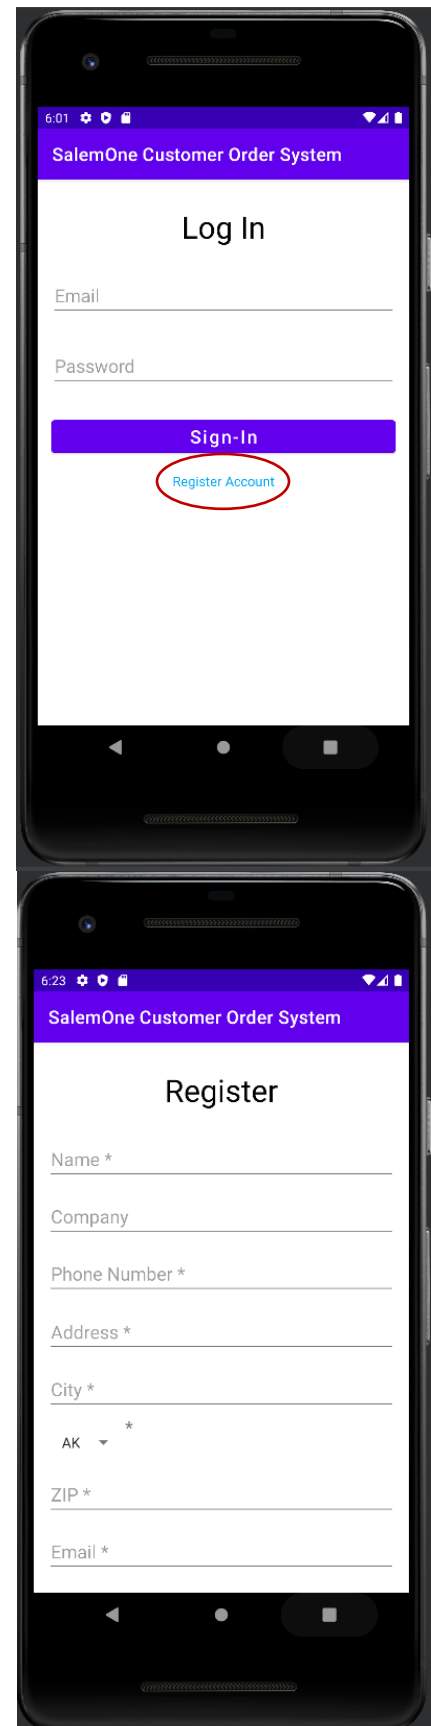 6:01
SalemOne Customer Order System
Log In
Email
Password
Sign-In
Register Account
6:23
SalemOne Customer Order System
Register
Name *
Company
Phone Number *
Address *
City *
AK *
ZIP *
Email *